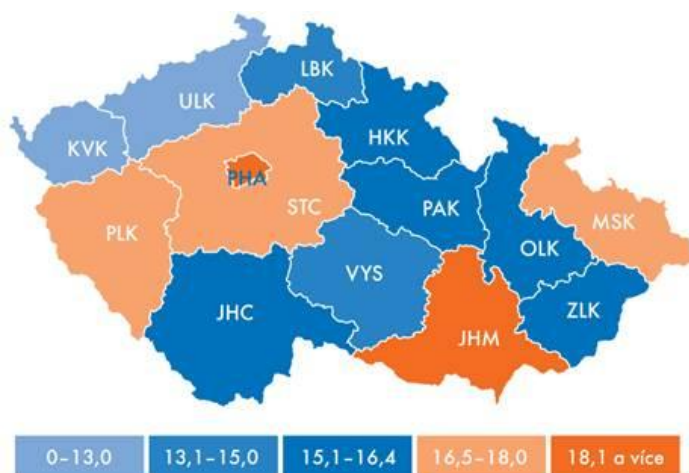 LBK
ULK
HKK
KVK
PHA
STC
PAK
MSK
PLK
OLK
VYS
JHC
ZLK
JHM
0–13,0
13,1–15,0
15,1–16,4
16,5–18,0
18,1 a více